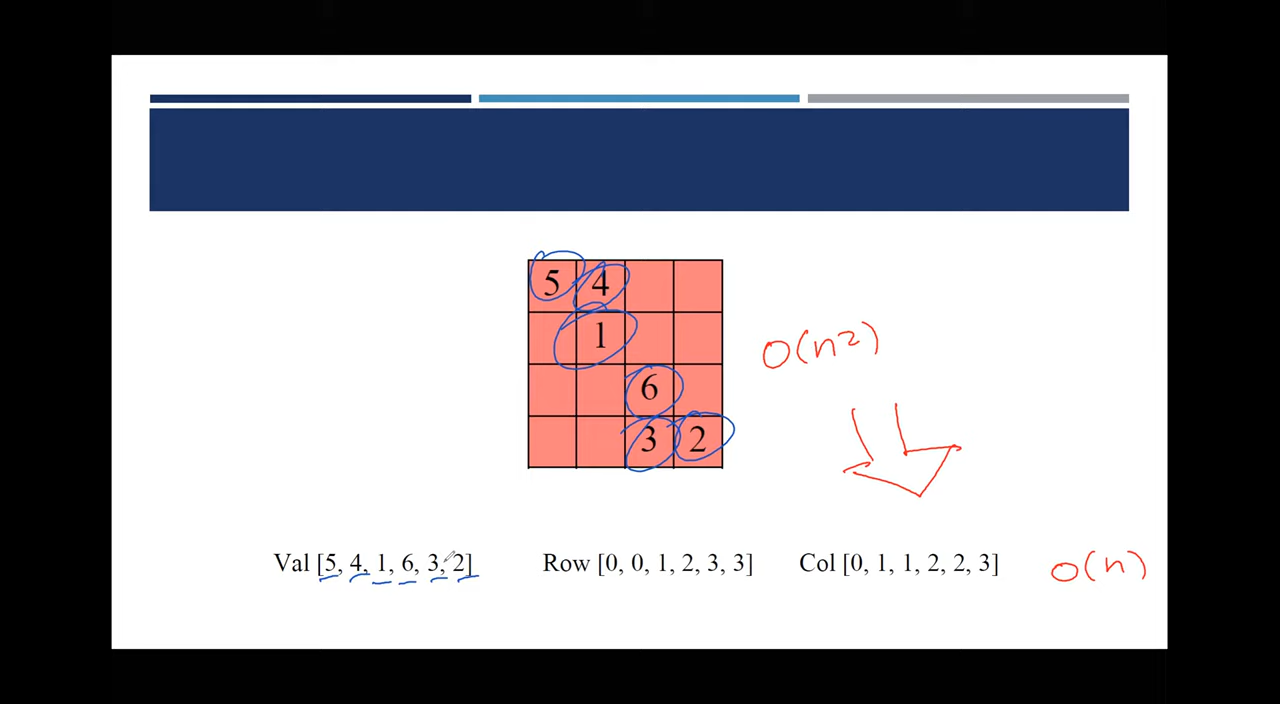 5 4
1
6
3 2
O(n²)
Val [5, 4, 1, 6, 3, 2] Row [0, 0, 1, 2, 3, 3] Col [0, 1, 1, 2, 2, 3] O(n)